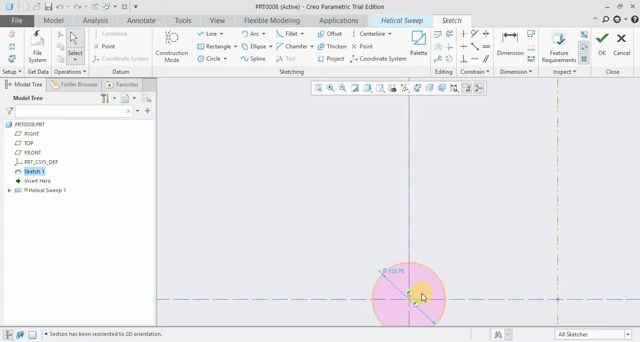 PRT0008 (Active) - Creo Parametric Trial Edition
File Model Analysis Annotate Tools View Flexible Modeling Applications Helical Sweep Sketch
File System Select Centerline Point Coordinate System Construction Mode Line Rectangle Circle Arc Ellipse Spline Fillet Chamfer Text Offset Thicken Project Centerline Point Coordinate System Palette Dimension Feature Requirements OK Cancel
Setup Get Data Operations Datum Sketching Editing Constrain Dimension Inspect Close
Model Tree Folder Browser Favorites
Model Tree
PRT0008.PRT
RIGHT
TOP
FRONT
PRT_CSYS_DEF
Sketch 1
Insert Here
Helical Sweep 1
Section has been reoriented to 2D orientation.
All Sketcher